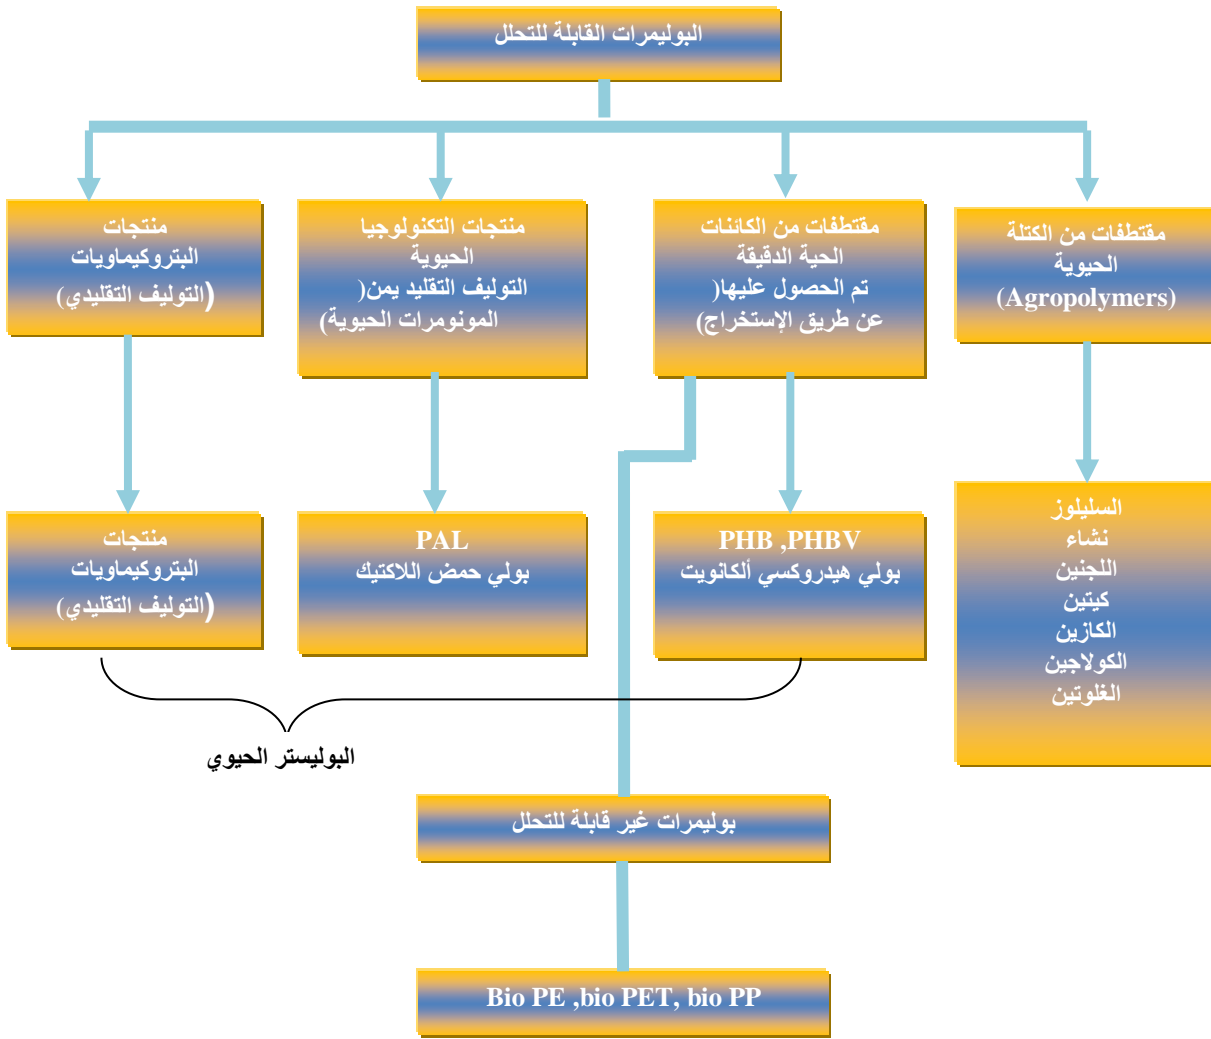 البوليمرات القابلة للتحلل
مقتطفات من الكتلة
الحيوية
(Agropolymers)
مقتطفات من الكائنات
الحية الدقيقة
تم الحصول عليها(
عن طريق الإستخراج)
منتجات التكنولوجيا
الحيوية
التوليف التقليد يمن(
المونومرات الحيوية)
منتجات
البتروكيماويات
(التوليف التقليدي)
السليلوز
نشاء
اللجنين
كيتين
الكازين
الكولاجين
الغلوتين
PHB ,PHBV
بولي هيدروكسي ألكانويت
PAL
بولي حمض اللاكتيك
منتجات
البتروكيماويات
(التوليف التقليدي)
البوليستر الحيوي
بوليمرات غير قابلة للتحلل
Bio PE ,bio PET, bio PP